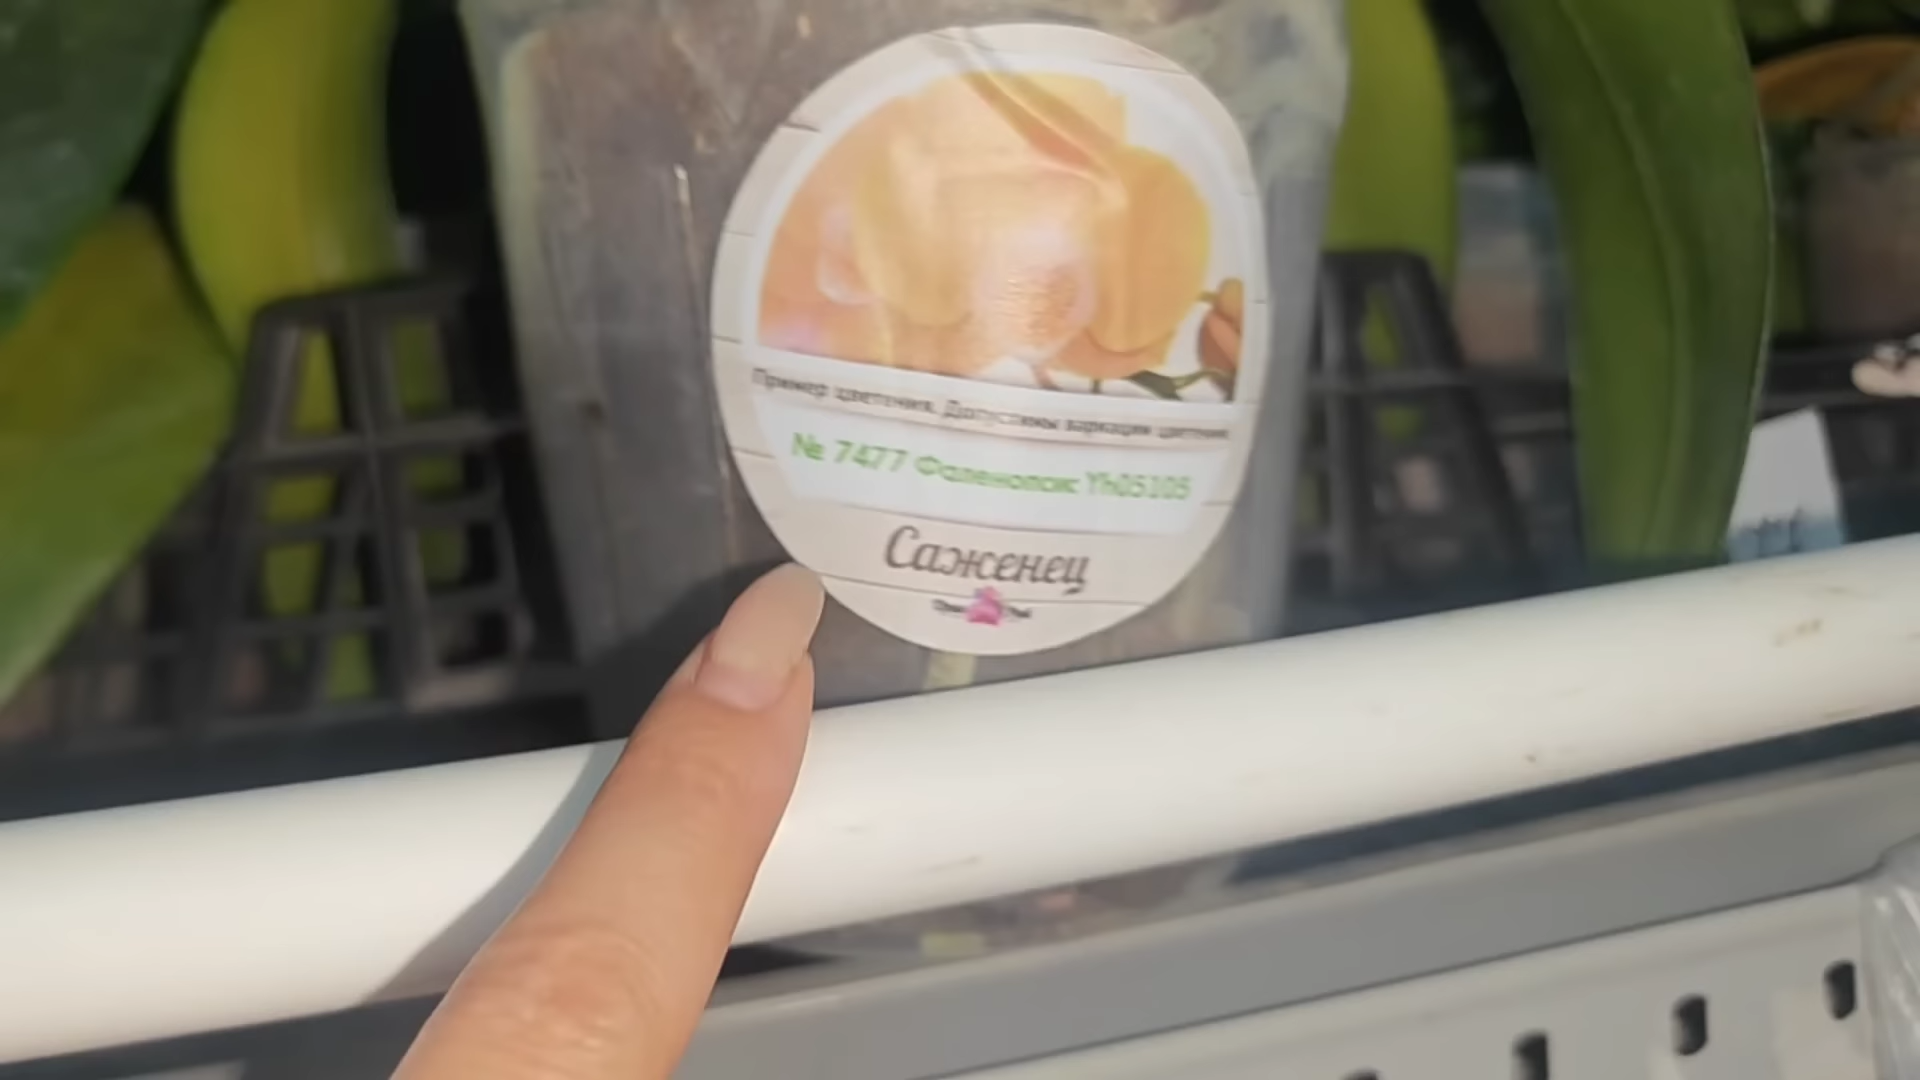 Пример цветения. Допустимы вариации цветения
№ 7477 Фаленопсис Yh05105
Саженец